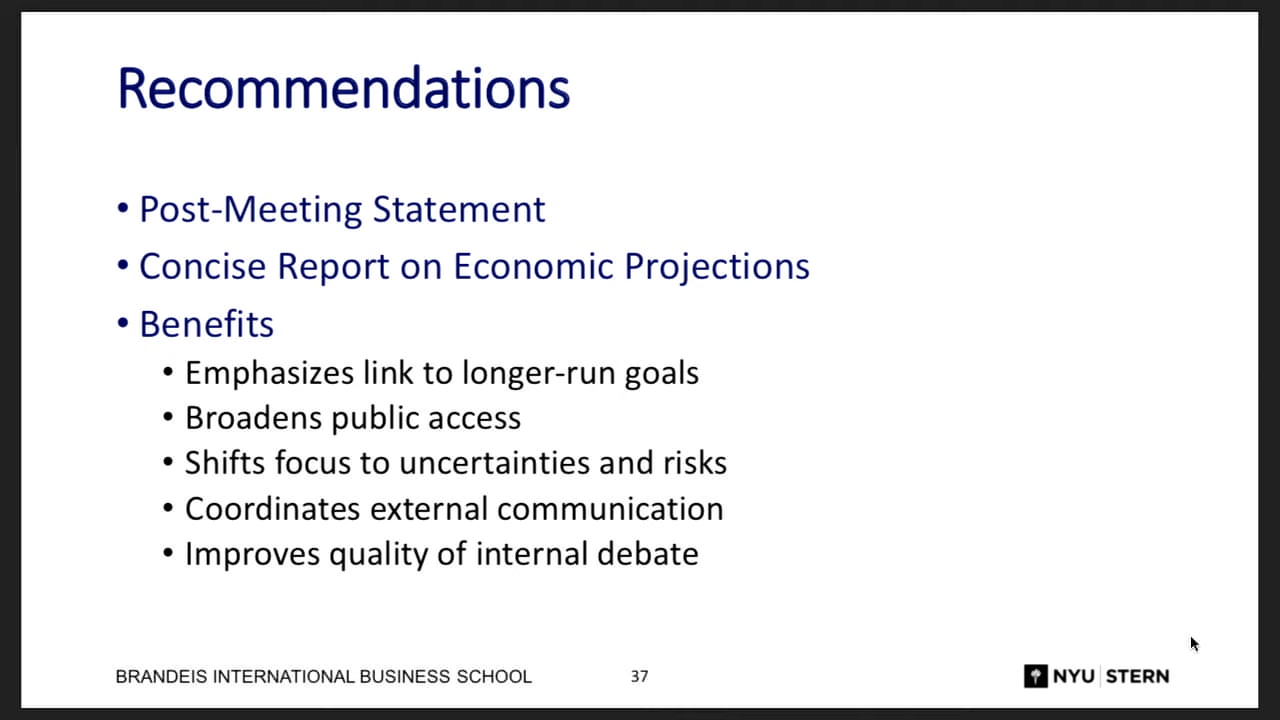 Recommendations
• Post-Meeting Statement
• Concise Report on Economic Projections
• Benefits
• Emphasizes link to longer-run goals
• Broadens public access
• Shifts focus to uncertainties and risks
• Coordinates external communication
• Improves quality of internal debate
BRANDEIS INTERNATIONAL BUSINESS SCHOOL 37 NYU STERN